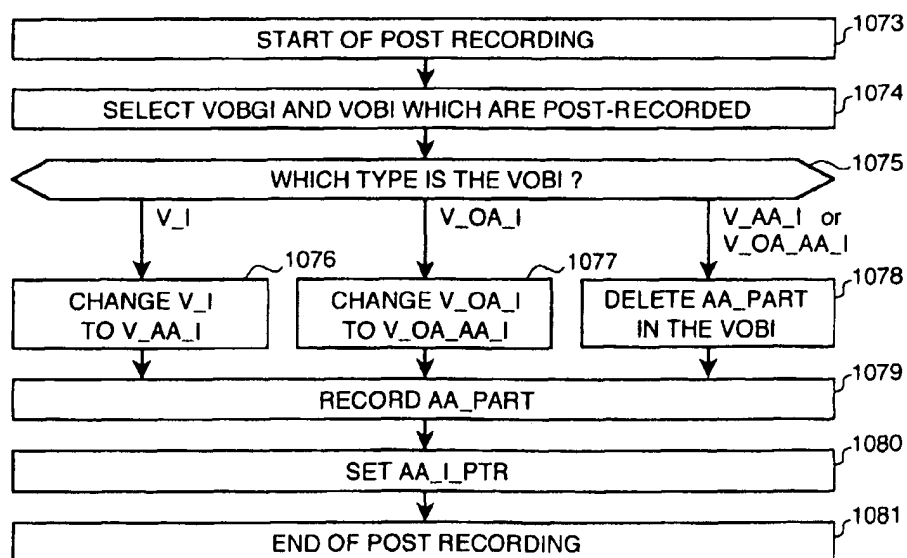 START OF POST RECORDING
1073
SELECT VOBGI AND VOBI WHICH ARE POST-RECORDED
1074
WHICH TYPE IS THE VOBI ?
1075
V_I
V_OA_I
V_AA_I or
V_OA_AA_I
1076
CHANGE V_I
TO V_AA_I
1077
CHANGE V_OA_I
TO V_OA_AA_I
1078
DELETE AA_PART
IN THE VOBI
1079
RECORD AA_PART
1080
SET AA_I_PTR
1081
END OF POST RECORDING